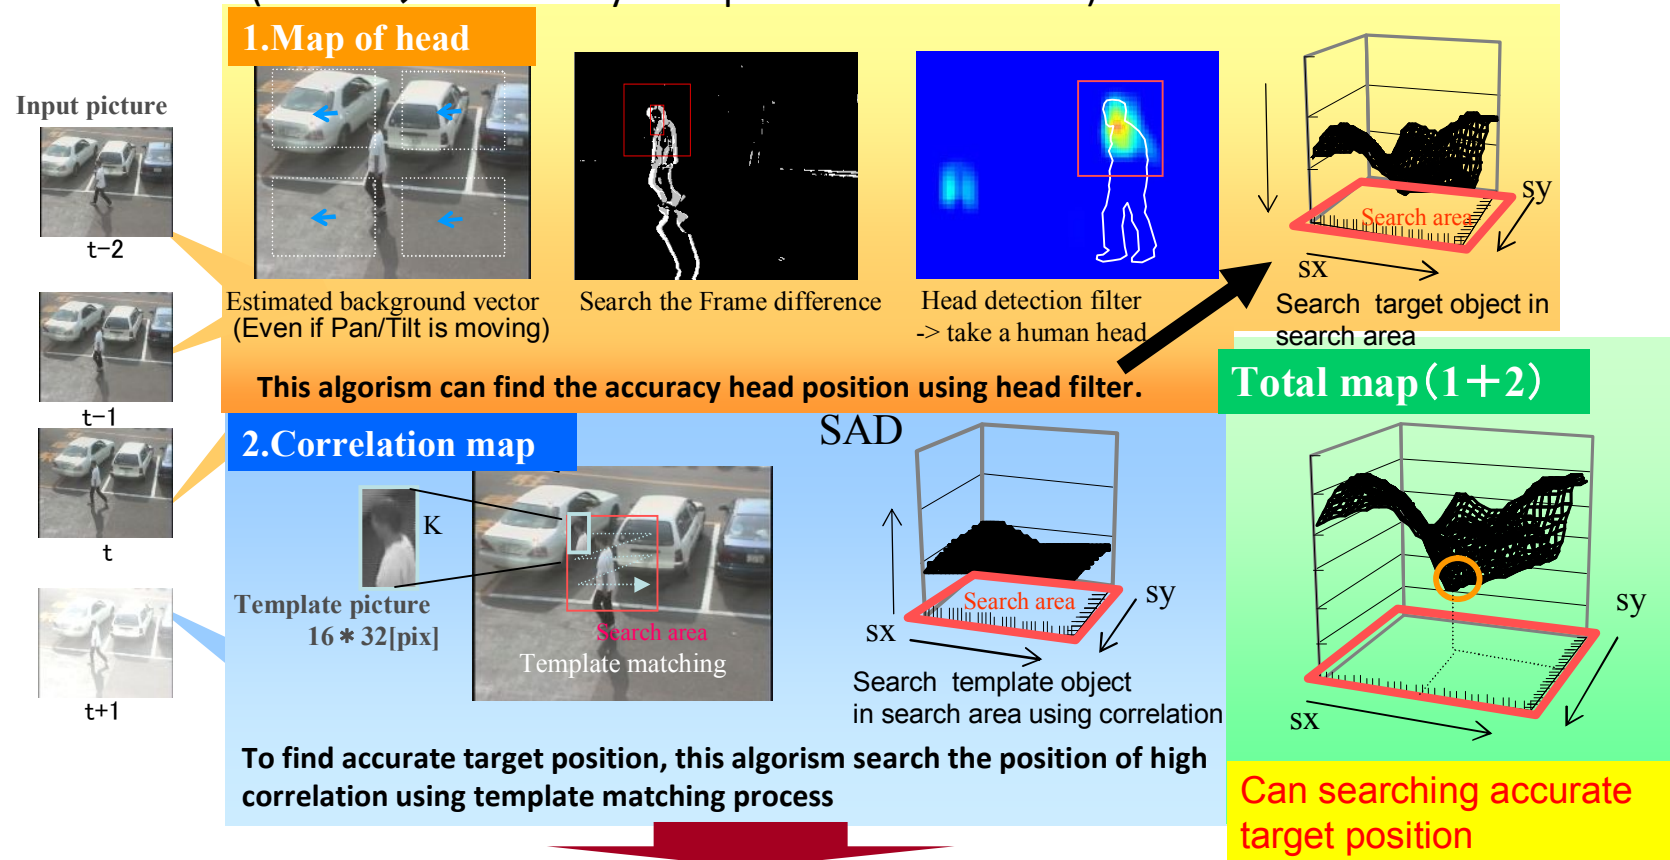 1.Map of head
Input picture
t-2
t-1
t
t+1
Estimated background vector
(Even if Pan/Tilt is moving)
Search the Frame difference
Head detection filter
-> take a human head
Search area
sx
sy
Search target object in
search area
This algorism can find the accuracy head position using head filter.
2.Correlation map
K
Template picture
16*32[pix]
Search area
Template matching
SAD
Search area
sx
sy
Search template object
in search area using correlation
To find accurate target position, this algorism search the position of high
correlation using template matching process
Total map(1+2)
sx
sy
Can searching accurate
target position